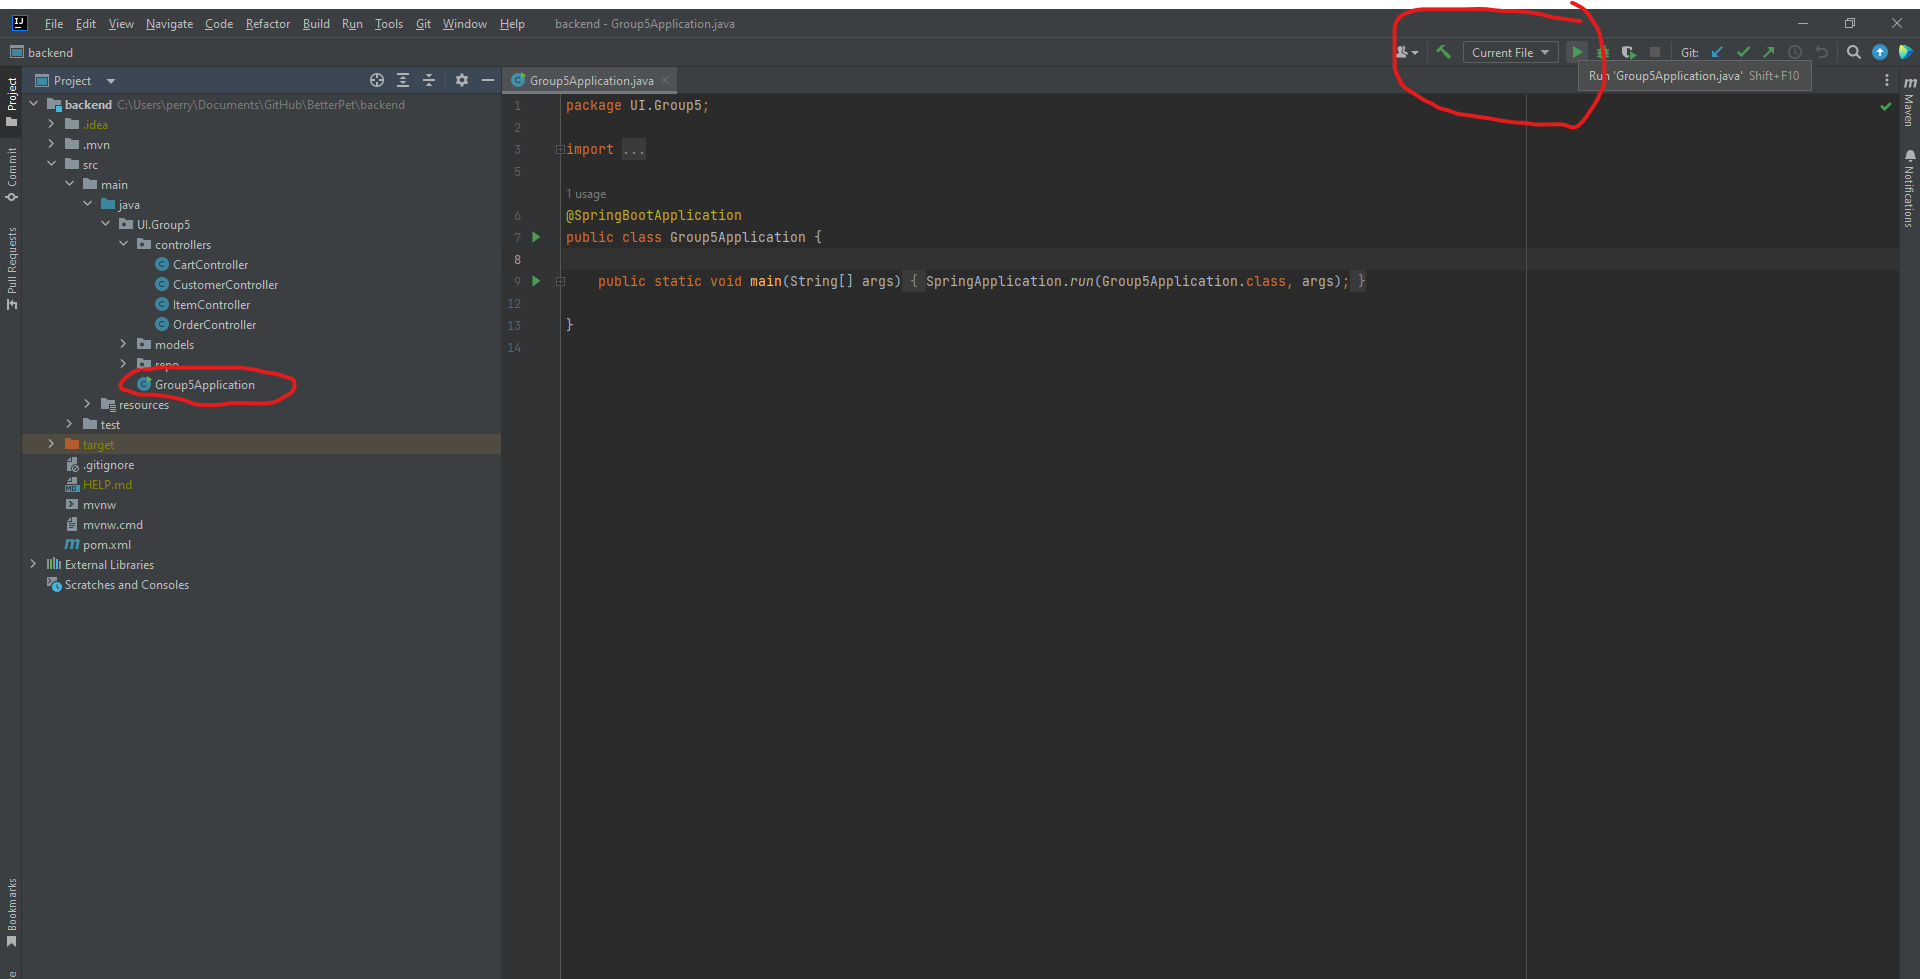 IJ File Edit View Navigate Code Refactor Build Run Tools Git Window Help backend - Group5Application.java
backend Current File Git:
Run 'Group5Application.java' Shift+F10
Project
Group5Application.java
backend C:\Users\perry\Documents\GitHub\BetterPet\backend
.idea
.mvn
src
main
java
UI.Group5
controllers
CartController
CustomerController
ItemController
OrderController
models
repo
Group5Application
resources
test
target
.gitignore
HELP.md
mvnw
mvnw.cmd
pom.xml
External Libraries
Scratches and Consoles
1 package UI.Group5;
2
3 import ...
5
1 usage
6 @SpringBootApplication
7 public class Group5Application {
8
9 public static void main(String[] args) { SpringApplication.run(Group5Application.class, args); }
12
13 }
14
Project
Commit
Pull Requests
Bookmarks
m Maven
Notifications